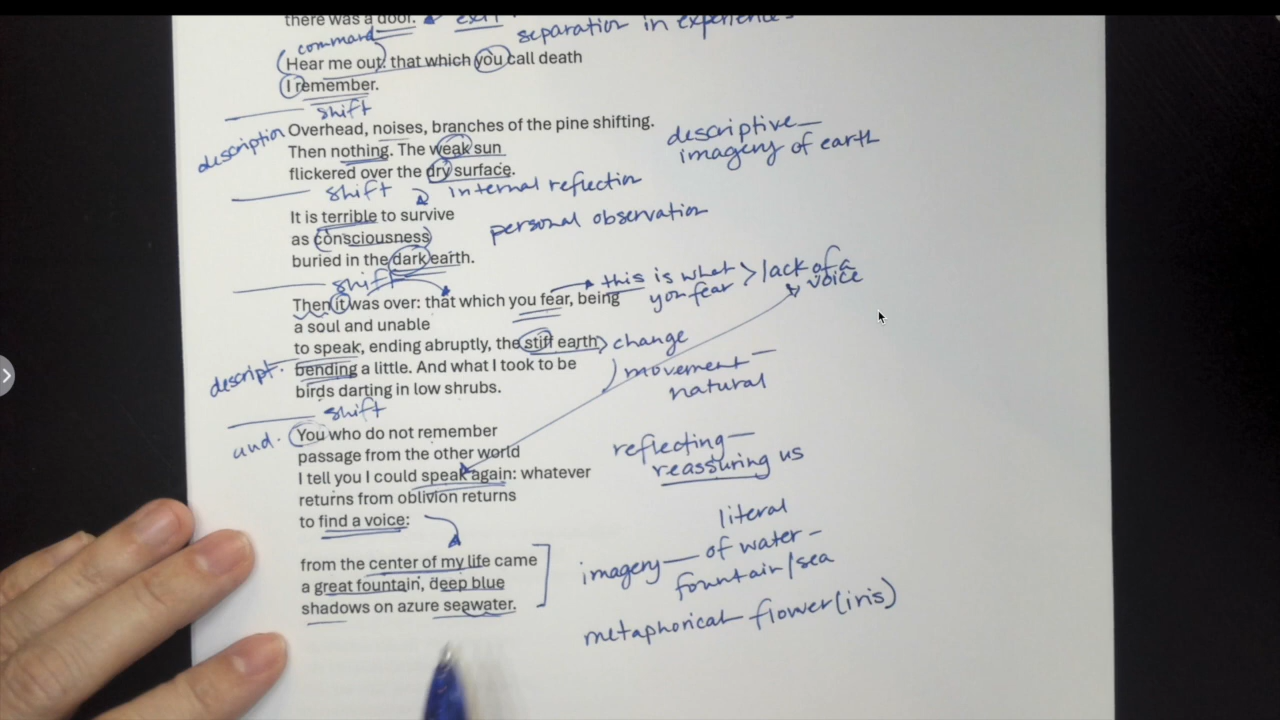 there was a door. exit separation in experience
command
Hear me out: that which you call death
I remember.
shift
description Overhead, noises, branches of the pine shifting.
Then nothing. The weak sun
flickered over the dry surface.
descriptive
imagery of earth
shift internal reflection
It is terrible to survive
as consciousness
buried in the dark earth.
personal observation
shift
Then it was over: that which you fear, being
a soul and unable
to speak, ending abruptly, the stiff earth
bending a little. And what I took to be
birds darting in low shrubs.
this is what
you fear > lack of a
voice
change
descript.
movement
natural
shift
und. You who do not remember
passage from the other world
I tell you I could speak again: whatever
returns from oblivion returns
to find a voice:
reflecting—
reassuring us
from the center of my life came
a great fountain, deep blue
shadows on azure seawater.
literal
imagery— of water—
fountain/sea
metaphorical flower (iris)